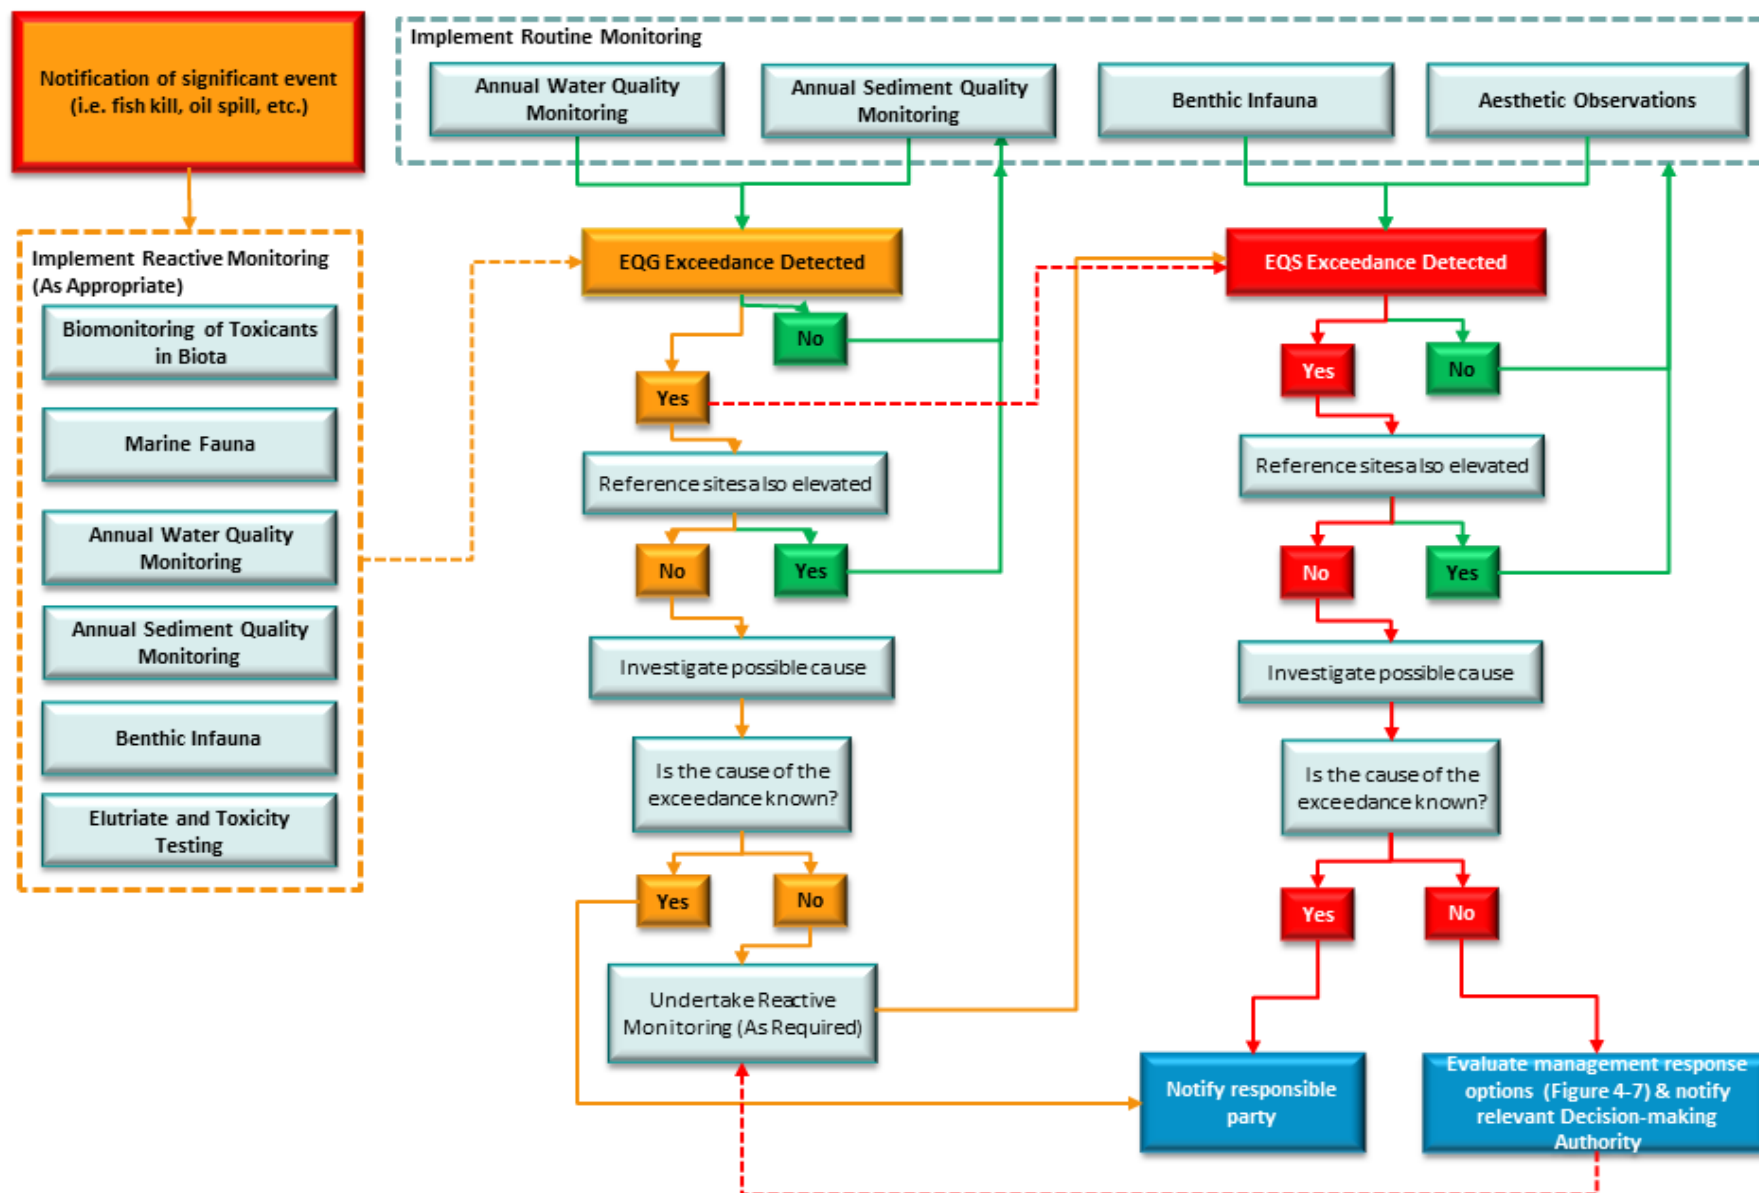 Notification of significant event
(i.e. fish kill, oil spill, etc.)
Implement Routine Monitoring
Annual Water Quality
Monitoring
Annual Sediment Quality
Monitoring
Benthic Infauna
Aesthetic Observations
Implement Reactive Monitoring
(As Appropriate)
Biomonitoring of Toxicants
in Biota
Marine Fauna
Annual Water Quality
Monitoring
Annual Sediment Quality
Monitoring
Benthic Infauna
Elutriate and Toxicity
Testing
EQG Exceedance Detected
No
Yes
Reference sites also elevated
No
Yes
Investigate possible cause
Is the cause of the
exceedance known?
Yes
No
Undertake Reactive
Monitoring (As Required)
EQS Exceedance Detected
Yes
No
Reference sites also elevated
No
Yes
Investigate possible cause
Is the cause of the
exceedance known?
Yes
No
Notify responsible
party
Evaluate management response
options (Figure 4-7) & notify
relevant Decision-making
Authority